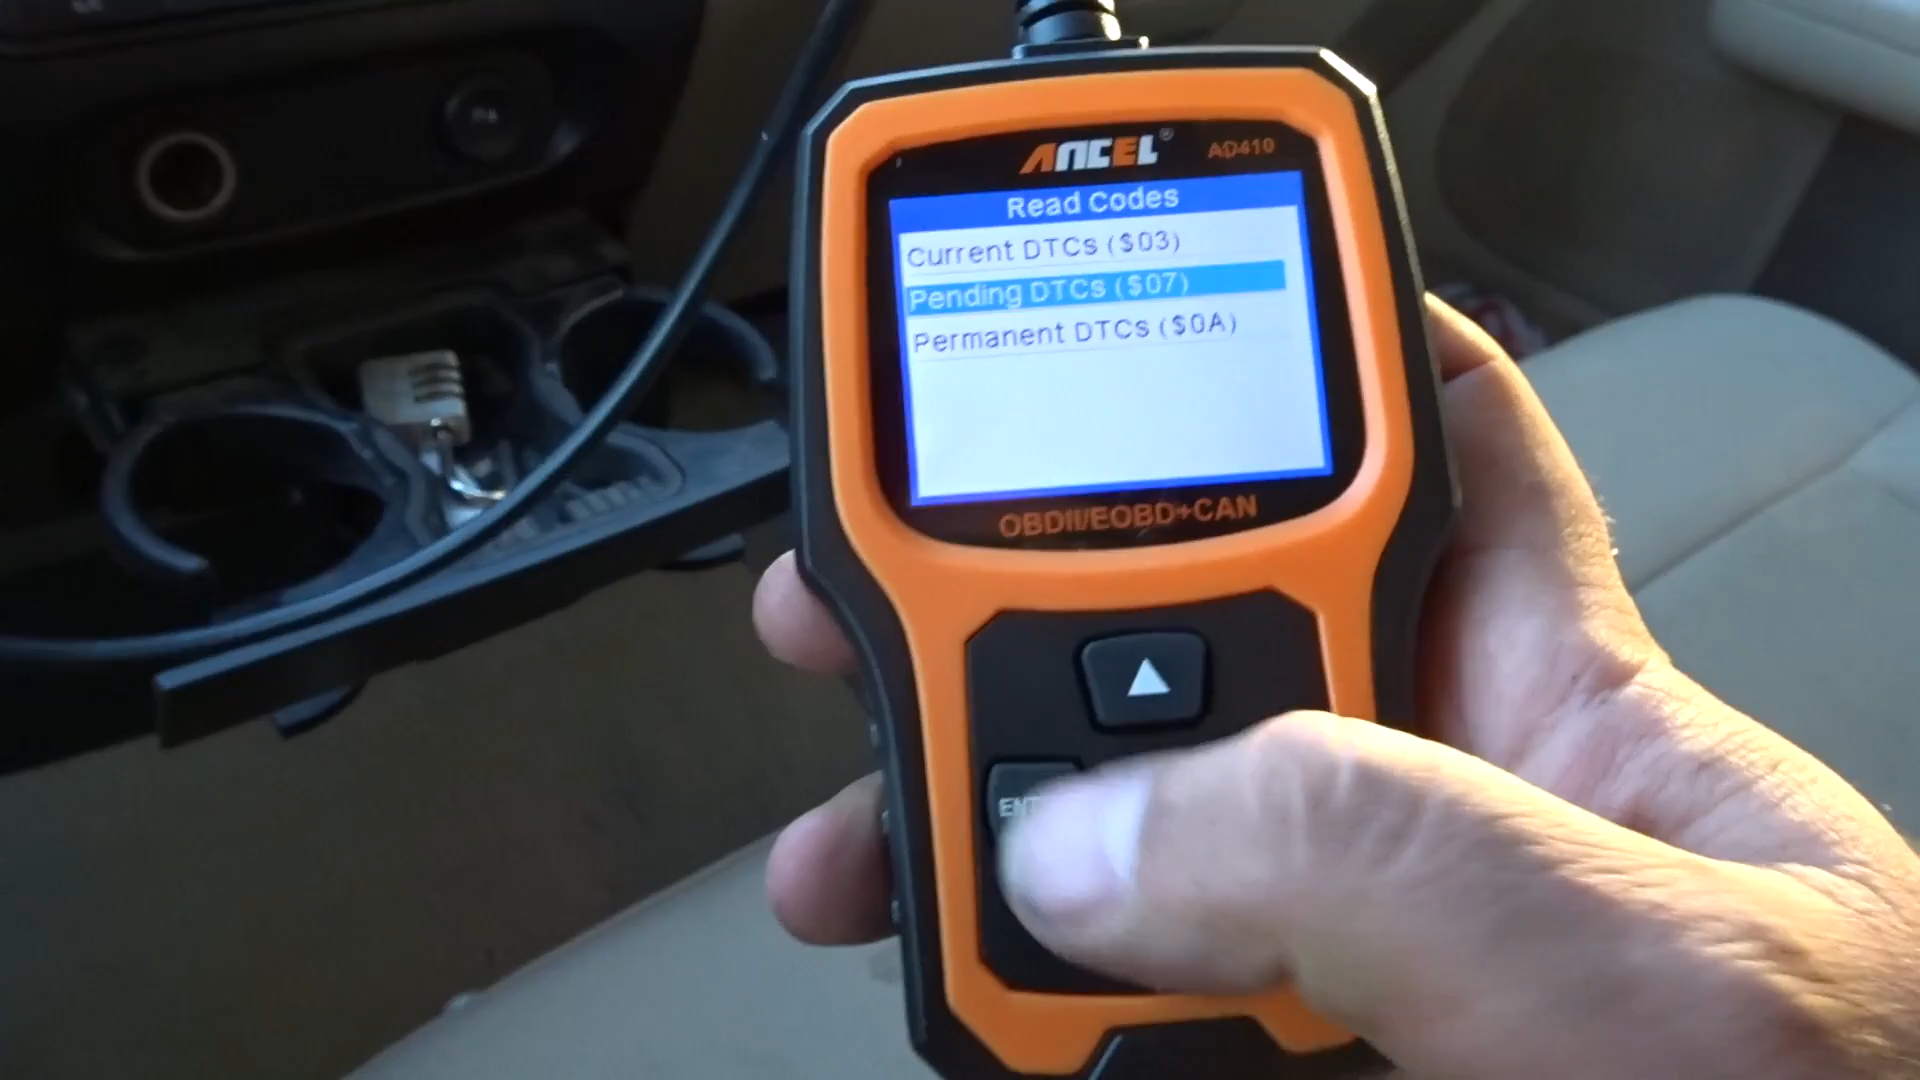 ANCEL® AD410
Read Codes
Current DTCs ($03)
Pending DTCs ($07)
Permanent DTCs ($0A)
OBDII/EOBD+CAN